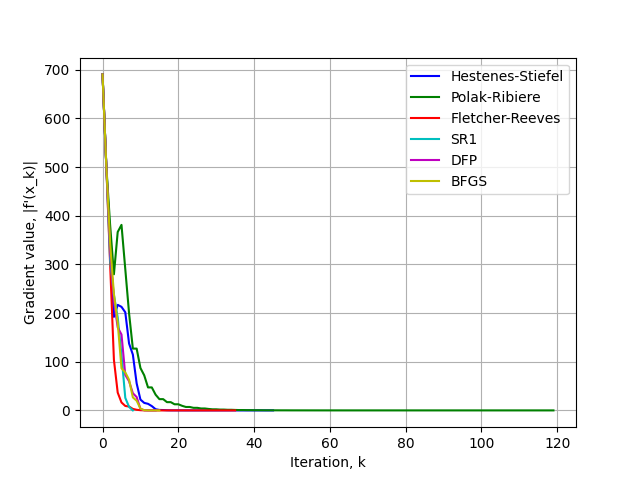 Hestenes-Stiefel
Polak-Ribiere
Fletcher-Reeves
SR1
DFP
BFGS
Gradient value, |f'(x_k)|
700
600
500
400
300
200
100
0
0 20 40 60 80 100 120
Iteration, k